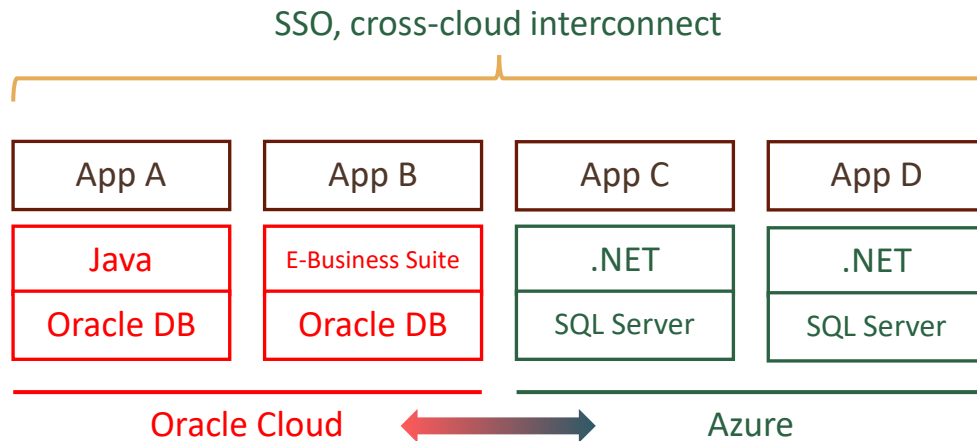 SSO, cross-cloud interconnect
App A
App B
App C
App D
Java
E-Business Suite
.NET
.NET
Oracle DB
Oracle DB
SQL Server
SQL Server
Oracle Cloud
Azure